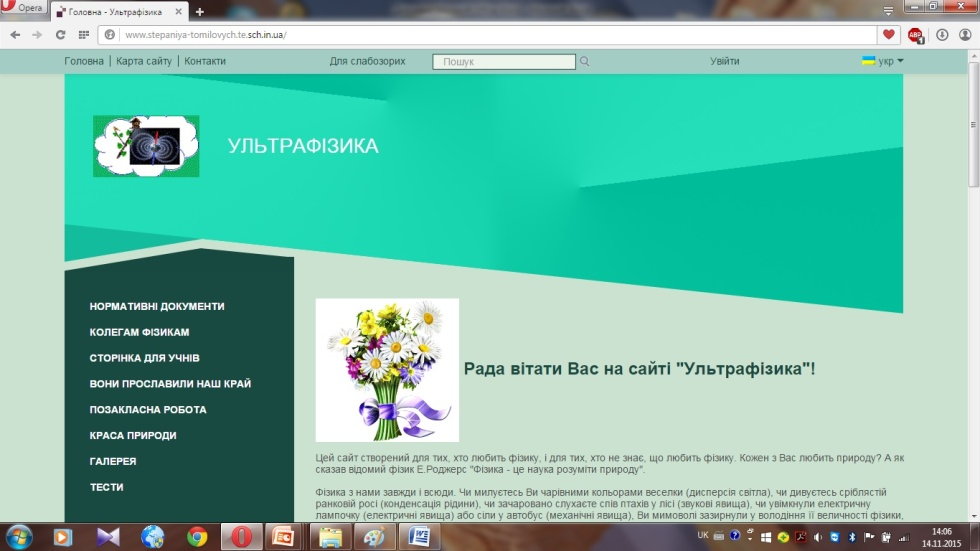 Opera
Головна - Ультрафізика
www.stepaniya-tomilovych.te.sch.in.ua/
ABP
1
Головна | Карта сайту | Контакти
Для слабозорих
Пошук
Увійти
укр
УЛЬТРАФІЗИКА
НОРМАТИВНІ ДОКУМЕНТИ
КОЛЕГАМ ФІЗИКАМ
СТОРІНКА ДЛЯ УЧНІВ
ВОНИ ПРОСЛАВИЛИ НАШ КРАЙ
ПОЗАКЛАСНА РОБОТА
КРАСА ПРИРОДИ
ГАЛЕРЕЯ
ТЕСТИ
Рада вітати Вас на сайті "Ультрафізика"!
Цей сайт створений для тих, хто любить фізику, і для тих, хто не знає, що любить фізику. Кожен з Вас любить природу? А як
сказав відомий фізик Е.Роджерс "Фізика - це наука розуміти природу".
Фізика з нами завжди і всюди. Чи милуєтесь Ви чарівними кольорами веселки (дисперсія світла), чи дивуєтесь сріблястій
ранковій росі (конденсація рідини), чи зачаровано слухаєте спів птахів у лісі (звукові явища), чи увімкнули електричну
лампочку (електричні явища) або сіли у автобус (механічні явища), Ви мимоволі зазирнули у володіння її величності фізики,
UK
14:06
14.11.2015